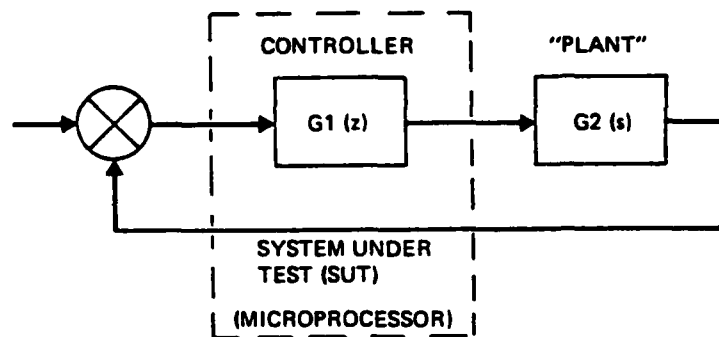 CONTROLLER
"PLANT"
G1 (z)
G2 (s)
SYSTEM UNDER
TEST (SUT)
(MICROPROCESSOR)